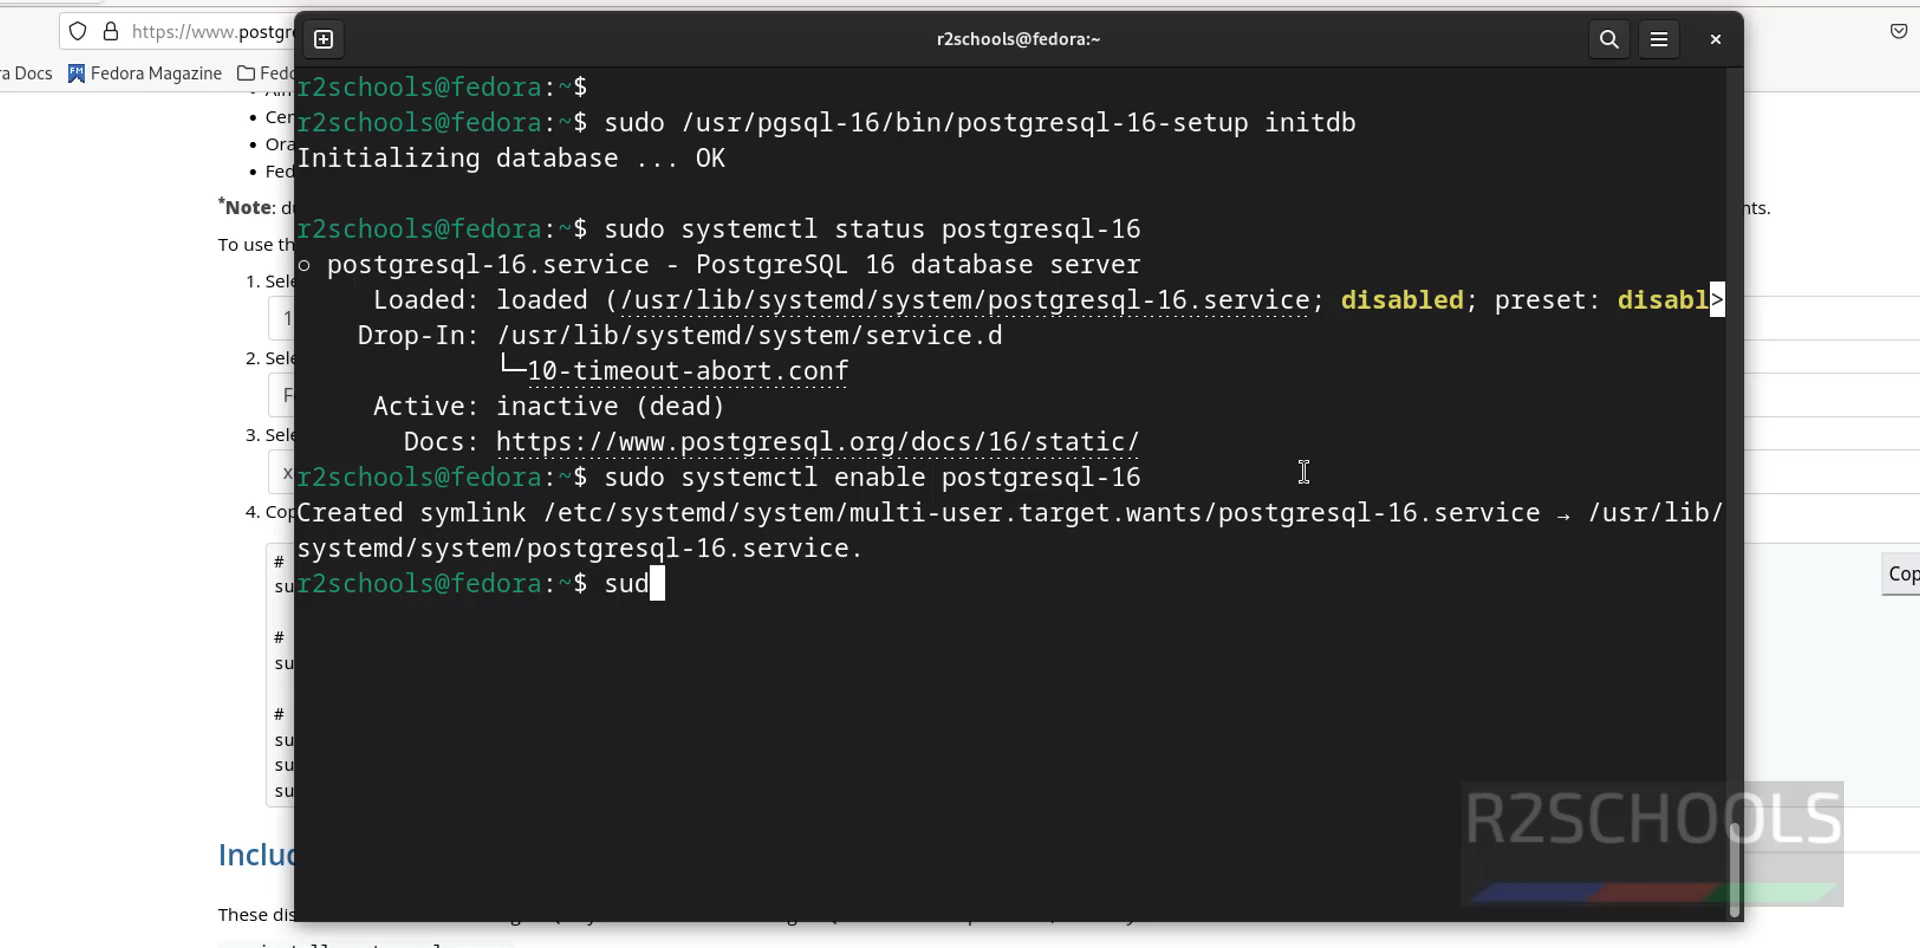 https://www.postgr
r2schools@fedora:~
a Docs Fedora Magazine Fed
r2schools@fedora:~$
r2schools@fedora:~$ sudo /usr/pgsql-16/bin/postgresql-16-setup initdb
Initializing database ... OK
r2schools@fedora:~$ sudo systemctl status postgresql-16
○ postgresql-16.service - PostgreSQL 16 database server
Loaded: loaded (/usr/lib/systemd/system/postgresql-16.service; disabled; preset: disabl>
Drop-In: /usr/lib/systemd/system/service.d
└─10-timeout-abort.conf
Active: inactive (dead)
Docs: https://www.postgresql.org/docs/16/static/
r2schools@fedora:~$ sudo systemctl enable postgresql-16
Created symlink /etc/systemd/system/multi-user.target.wants/postgresql-16.service → /usr/lib/
systemd/system/postgresql-16.service.
r2schools@fedora:~$ sud
• Cen
• Ora
• Fed
*Note: d
nts.
To use th
1. Sele
1
2. Sele
F
3. Sele
x
4. Cop
#
su
#
su
#
su
su
su
Cop
Includ
These dis
R2SCHOOLS